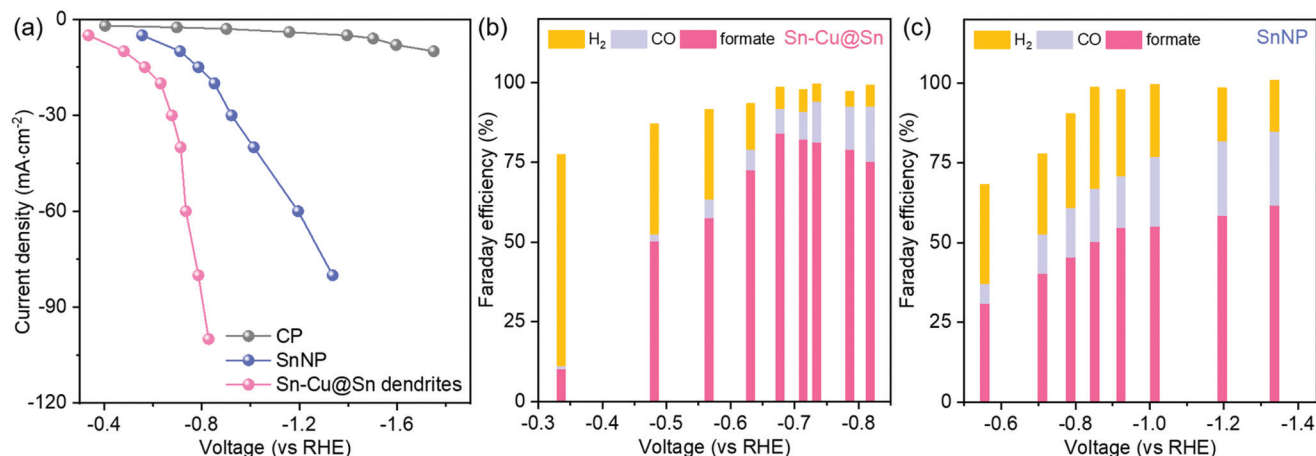 (a)
0
-30
-60
-90
-120
Current density (mA·cm⁻²)
CP
SnNP
Sn-Cu@Sn dendrites
-0.4
-0.8
-1.2
-1.6
Voltage (vs RHE)
(b)
H₂ CO formate Sn-Cu@Sn
100
75
50
25
0
Faraday efficiency (%)
-0.3
-0.4
-0.5
-0.6
-0.7
-0.8
Voltage (vs RHE)
(c)
SnNP
H₂ CO formate
100
75
50
25
0
Faraday efficiency (%)
-0.6
-0.8
-1.0
-1.2
-1.4
Voltage (vs RHE)